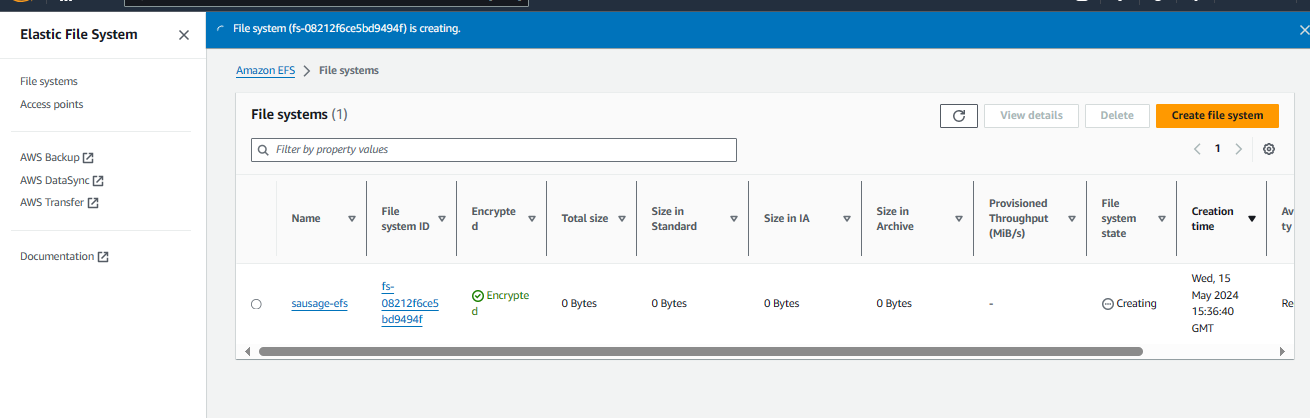 Elastic File System
File system (fs-08212f6ce5bd9494f) is creating.
File systems
Access points
AWS Backup
AWS DataSync
AWS Transfer
Documentation
Amazon EFS
File systems
File systems (1)
View details
Delete
Create file system
Filter by property values
1
Name
File
system ID
Encrypte
d
Total size
Size in
Standard
Size in IA
Size in
Archive
Provisioned
Throughput
(MiB/s)
File
system
state
Creation
time
Av
ty
sausage-efs
fs-
08212f6ce5
bd9494f
Encrypte
d
0 Bytes
0 Bytes
0 Bytes
0 Bytes
-
Creating
Wed, 15
May 2024
15:36:40
GMT
Re